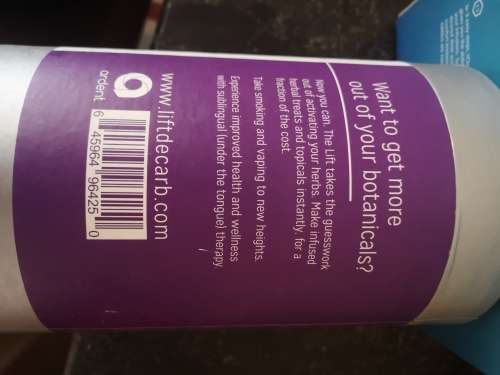 Want to get more
out of your botanicals?
Now you can. The Lift takes the guesswork
out of activating your herbs. Make infused
herbal treats and topicals instantly, for a
fraction of the cost.
Take smoking and vaping to new heights.
Experience improved health and wellness
with sublingual (under the tongue) therapy
www.liftdecarb.com
ardent
6 45964 96425 0